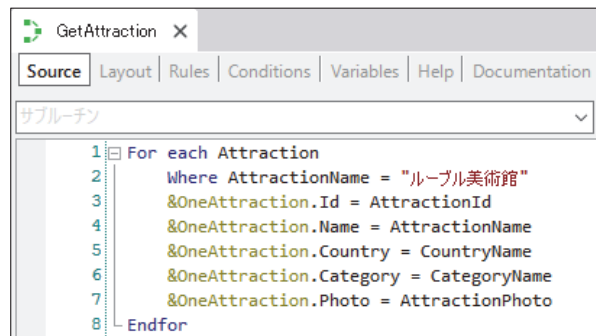 GetAttraction
Source Layout Rules Conditions Variables Help Documentation
サブルーチン
1 For each Attraction
2 Where AttractionName = "ルーブル美術館"
3 &OneAttraction.Id = AttractionId
4 &OneAttraction.Name = AttractionName
5 &OneAttraction.Country = CountryName
6 &OneAttraction.Category = CategoryName
7 &OneAttraction.Photo = AttractionPhoto
8 Endfor